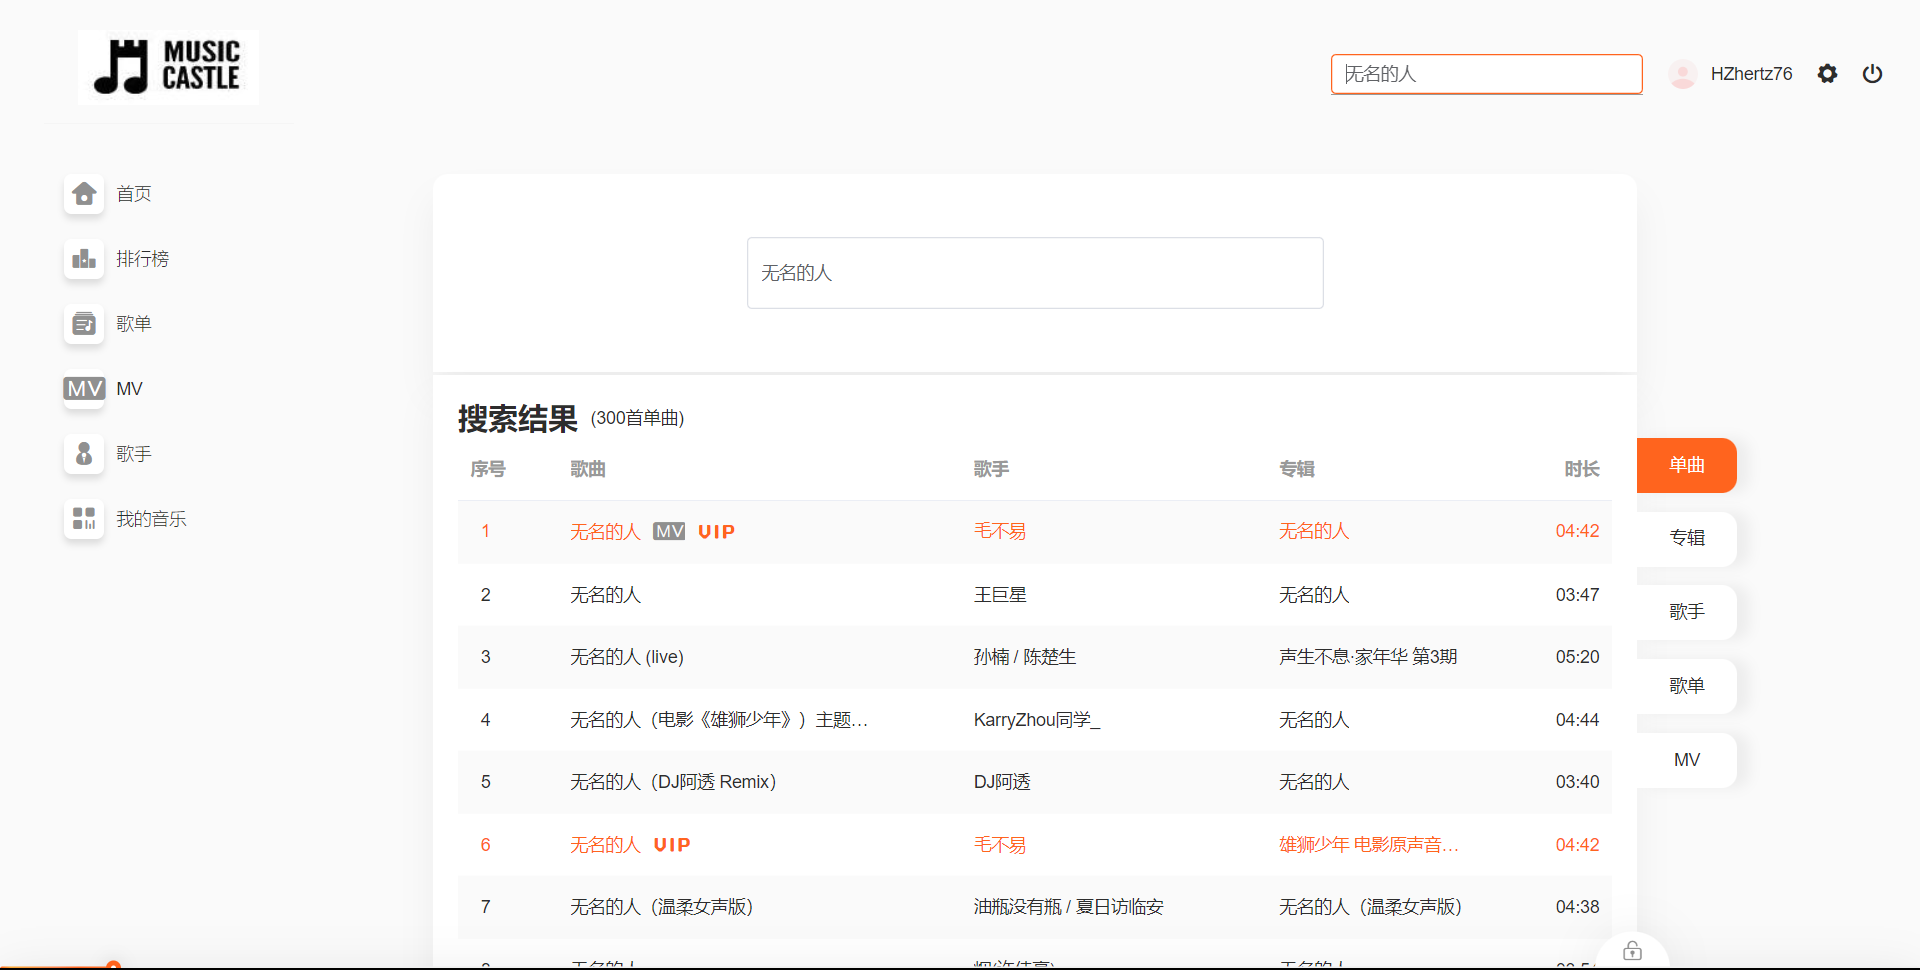 MUSIC
CASTLE
无名的人
HZhertz76
首页
排行榜
歌单
MV MV
歌手
我的音乐
无名的人
搜索结果 (300首单曲)
序号 歌曲 歌手 专辑 时长
1 无名的人 MV VIP 毛不易 无名的人 04:42
2 无名的人 王巨星 无名的人 03:47
3 无名的人 (live) 孙楠 / 陈楚生 声生不息·家年华 第3期 05:20
4 无名的人（电影《雄狮少年》）主题… KarryZhou同学_ 无名的人 04:44
5 无名的人（DJ阿透 Remix） DJ阿透 无名的人 03:40
6 无名的人 VIP 毛不易 雄狮少年 电影原声音… 04:42
7 无名的人（温柔女声版） 油瓶没有瓶 / 夏日访临安 无名的人（温柔女声版） 04:38
单曲
专辑
歌手
歌单
MV